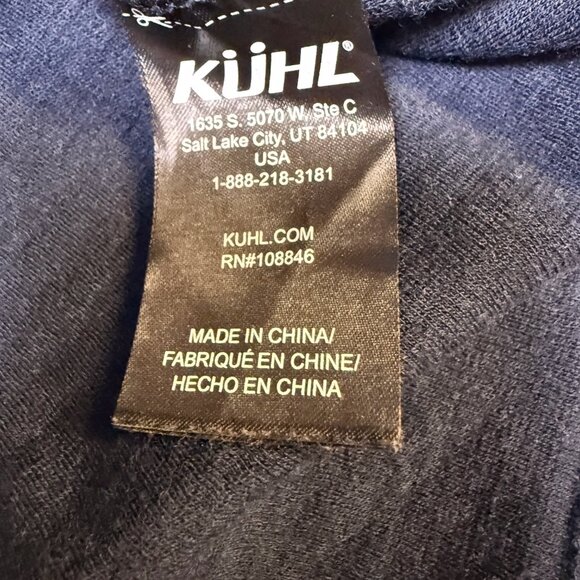 KÜHL®
1635 S. 5070 W, Ste C
Salt Lake City, UT 84104
USA
1-888-218-3181
KUHL.COM
RN#108846
MADE IN CHINA/
FABRIQUÉ EN CHINE/
HECHO EN CHINA